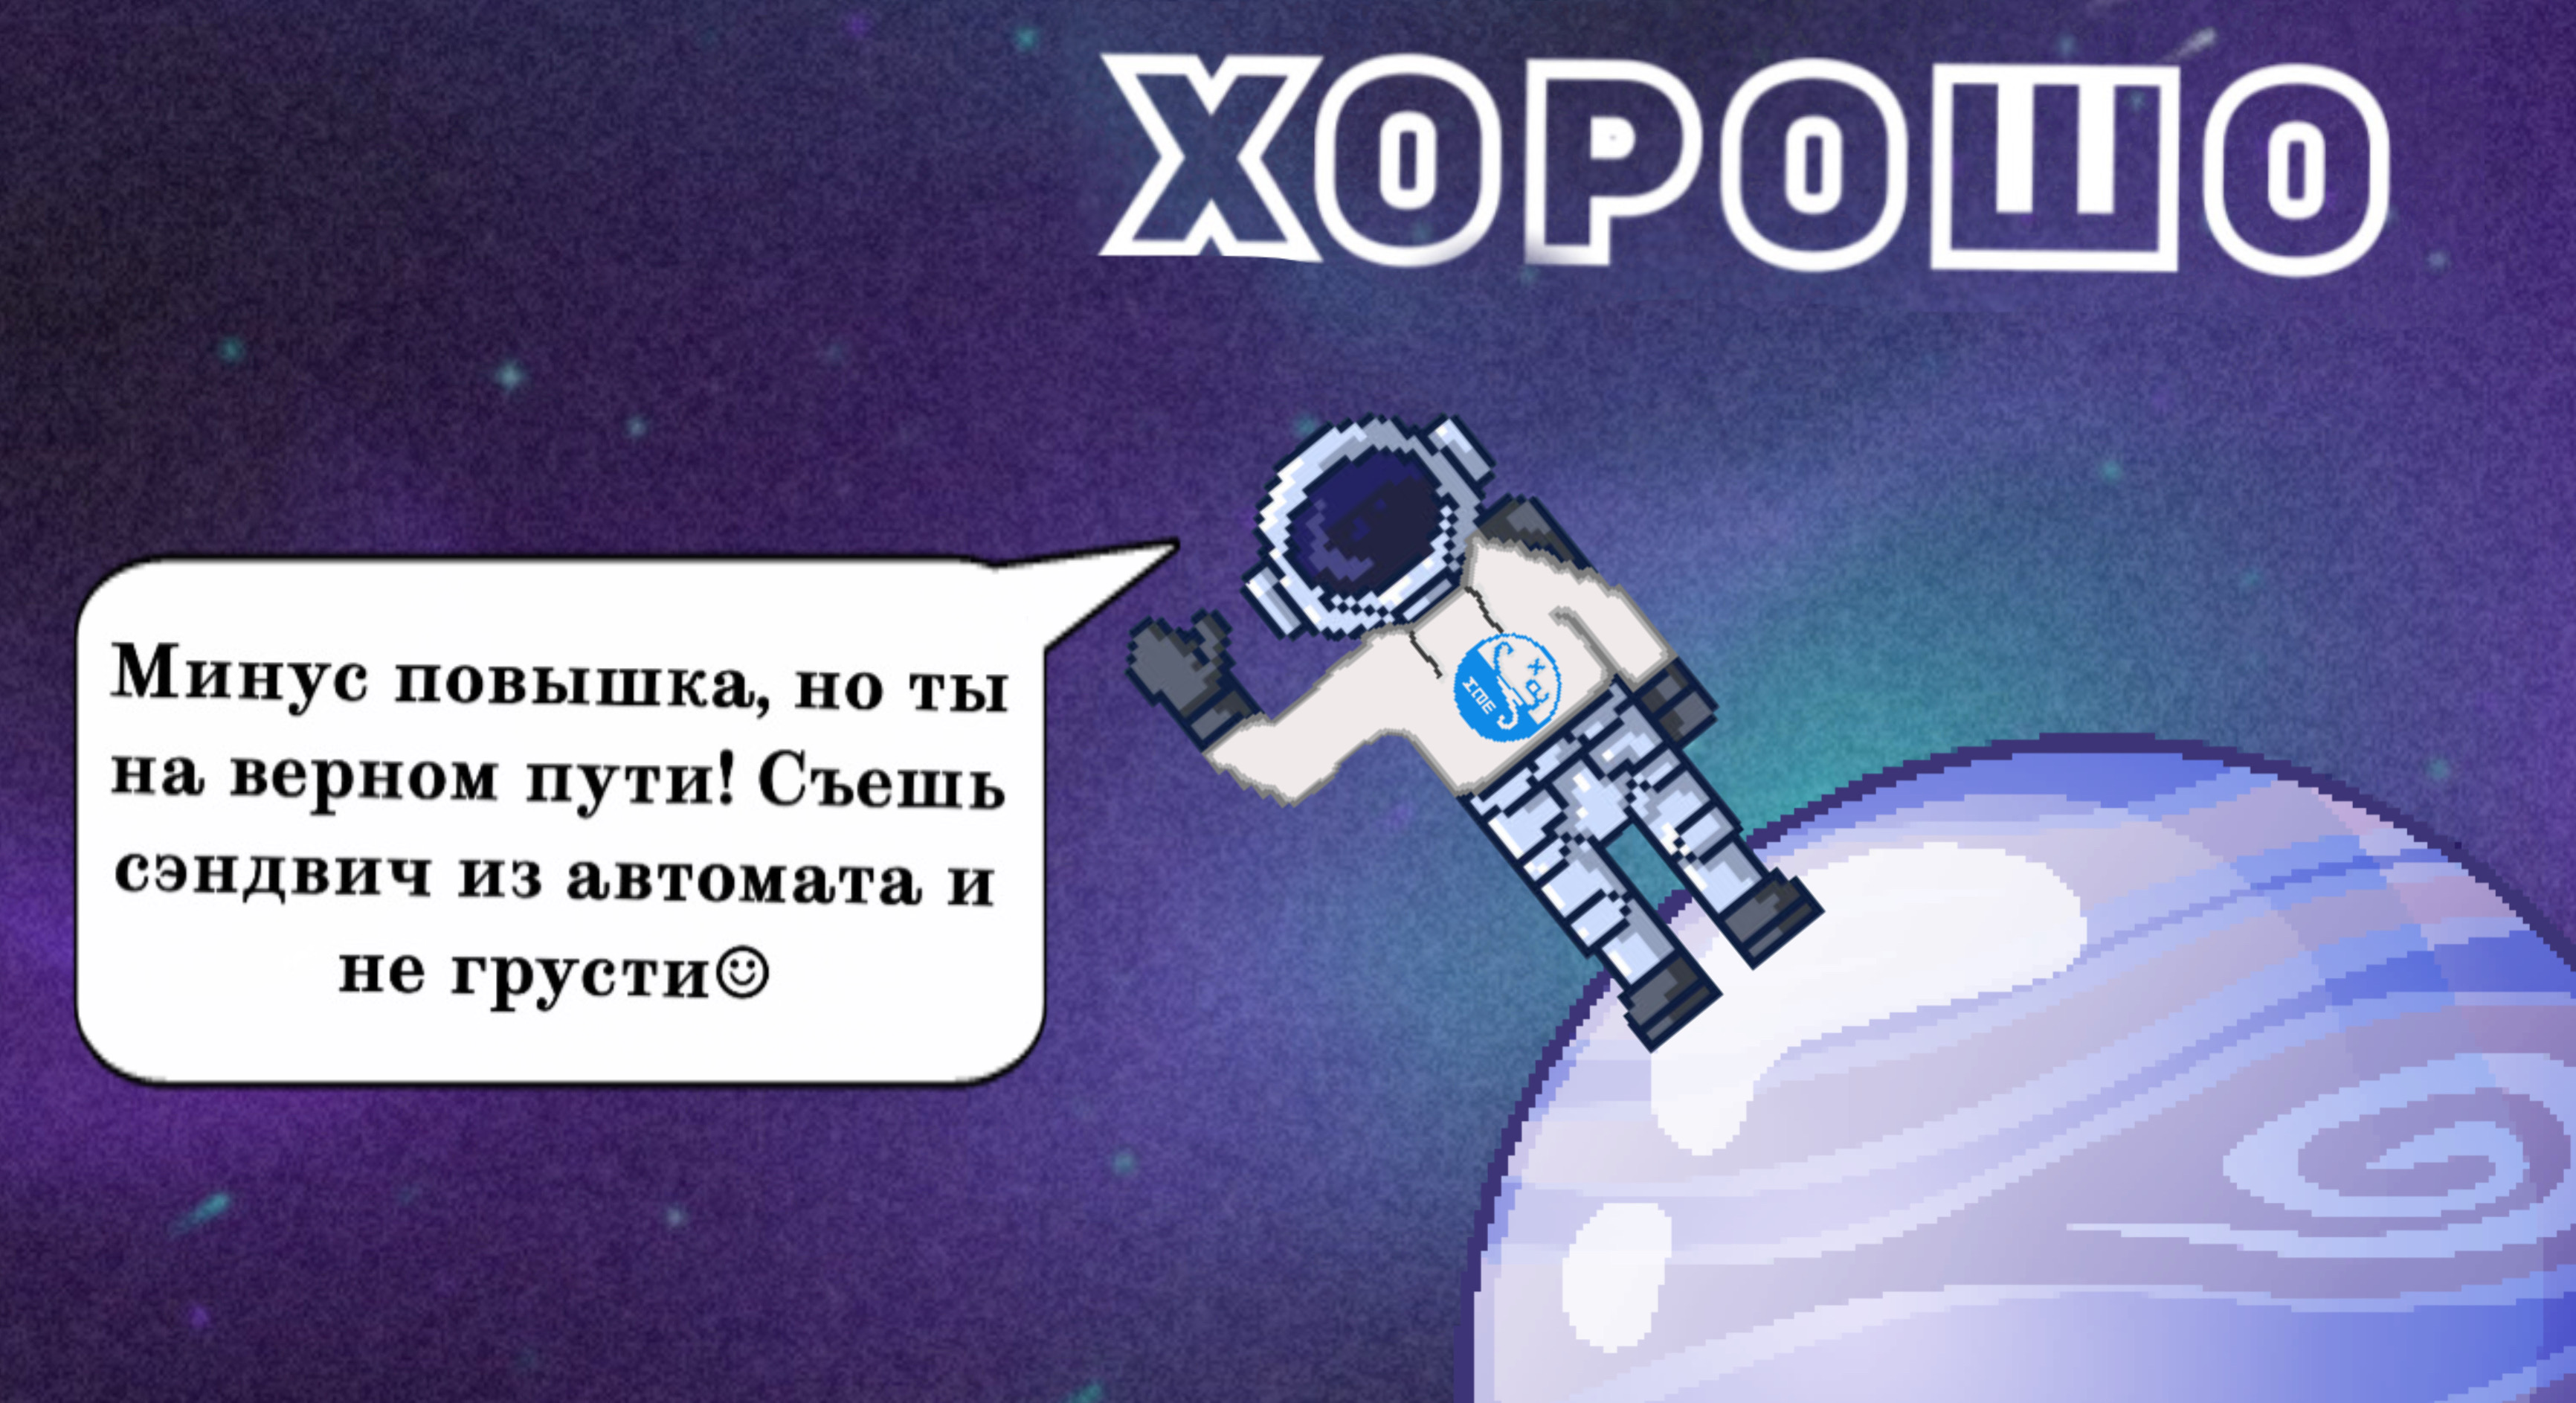 ХОРОШО
Минус повышка, но ты
на верном пути! Съешь
сэндвич из автомата и
не грусти☺